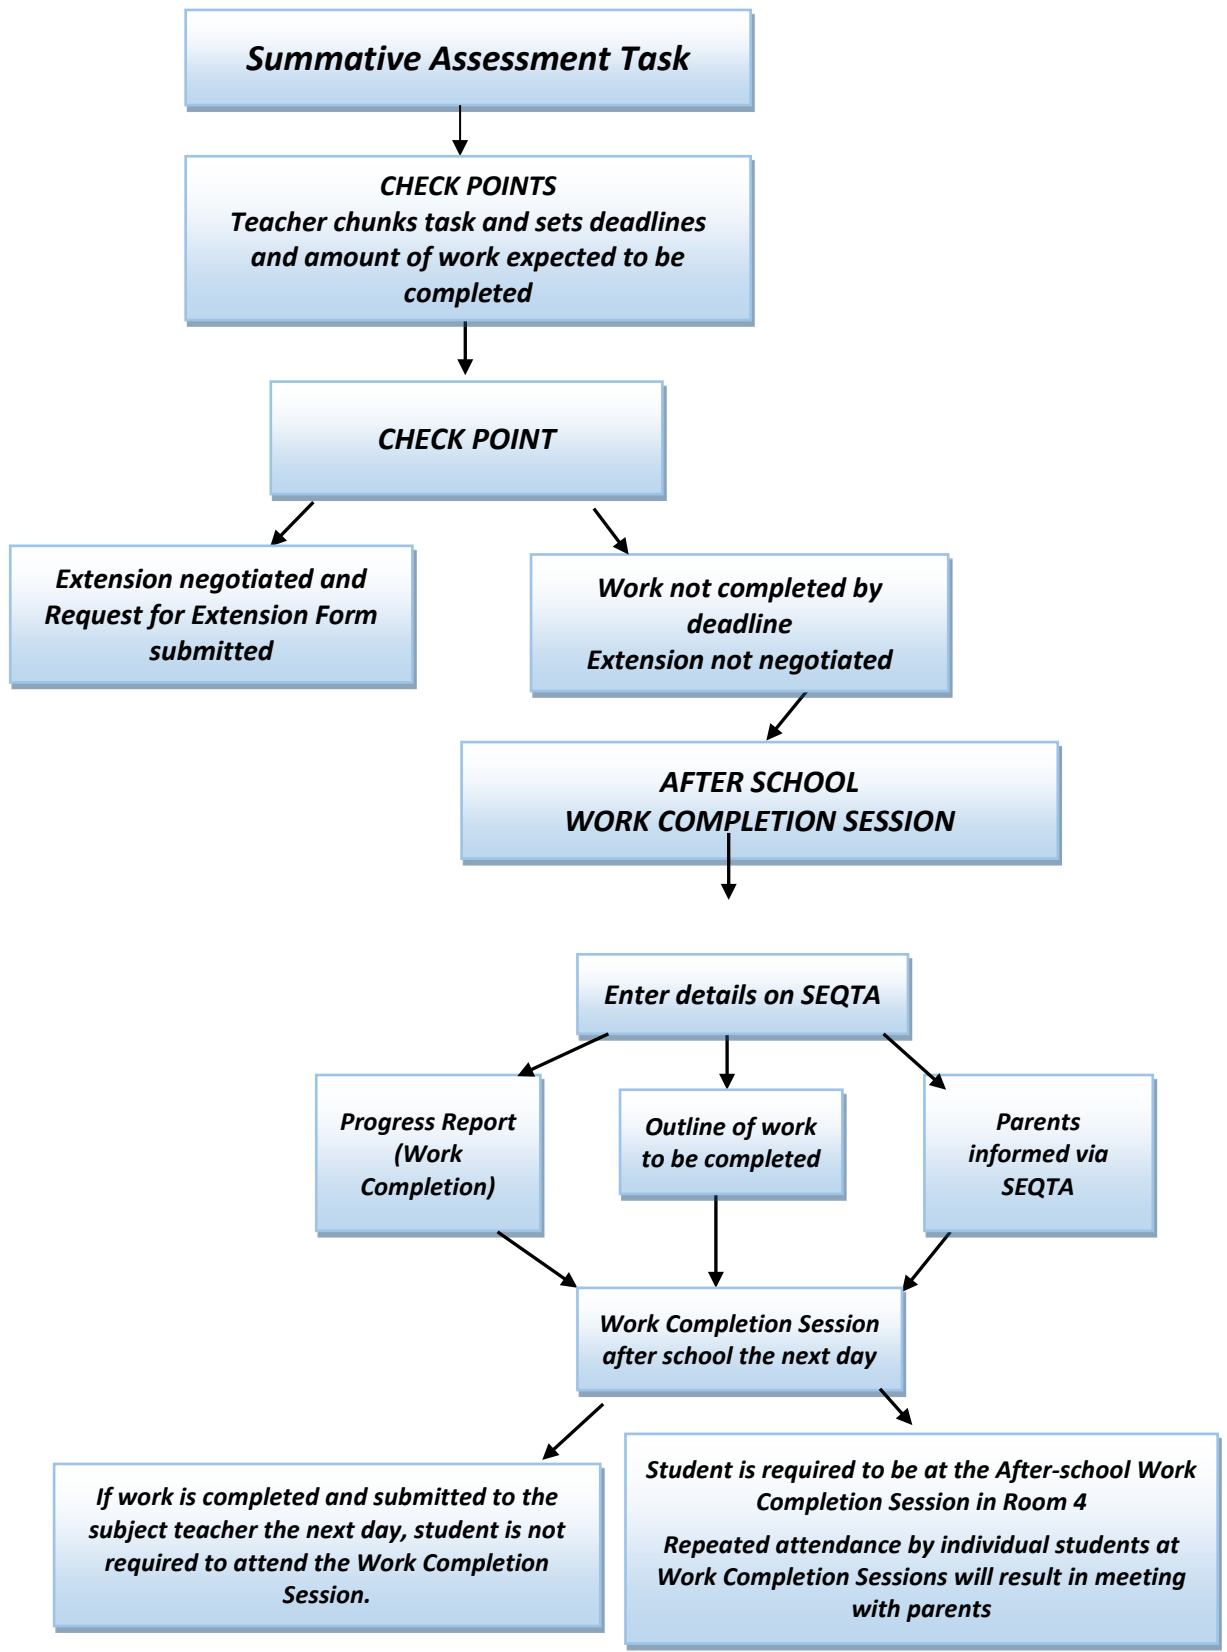 Summative Assessment Task
CHECK POINTS
Teacher chunks task and sets deadlines
and amount of work expected to be
completed
CHECK POINT
Extension negotiated and
Request for Extension Form
submitted
Work not completed by
deadline
Extension not negotiated
AFTER SCHOOL
WORK COMPLETION SESSION
Enter details on SEQTA
Progress Report
(Work
Completion)
Outline of work
to be completed
Parents
informed via
SEQTA
Work Completion Session
after school the next day
If work is completed and submitted to the
subject teacher the next day, student is not
required to attend the Work Completion
Session.
Student is required to be at the After-school Work
Completion Session in Room 4
Repeated attendance by individual students at
Work Completion Sessions will result in meeting
with parents